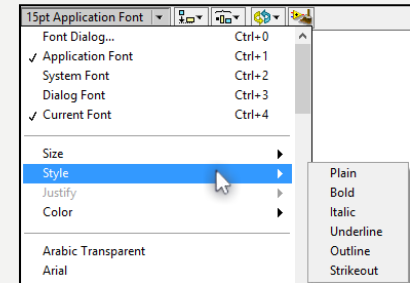 15pt Application Font
Font Dialog... Ctrl+0
✓ Application Font Ctrl+1
System Font Ctrl+2
Dialog Font Ctrl+3
✓ Current Font Ctrl+4
Size
Style
Justify
Color
Arabic Transparent
Arial
Plain
Bold
Italic
Underline
Outline
Strikeout